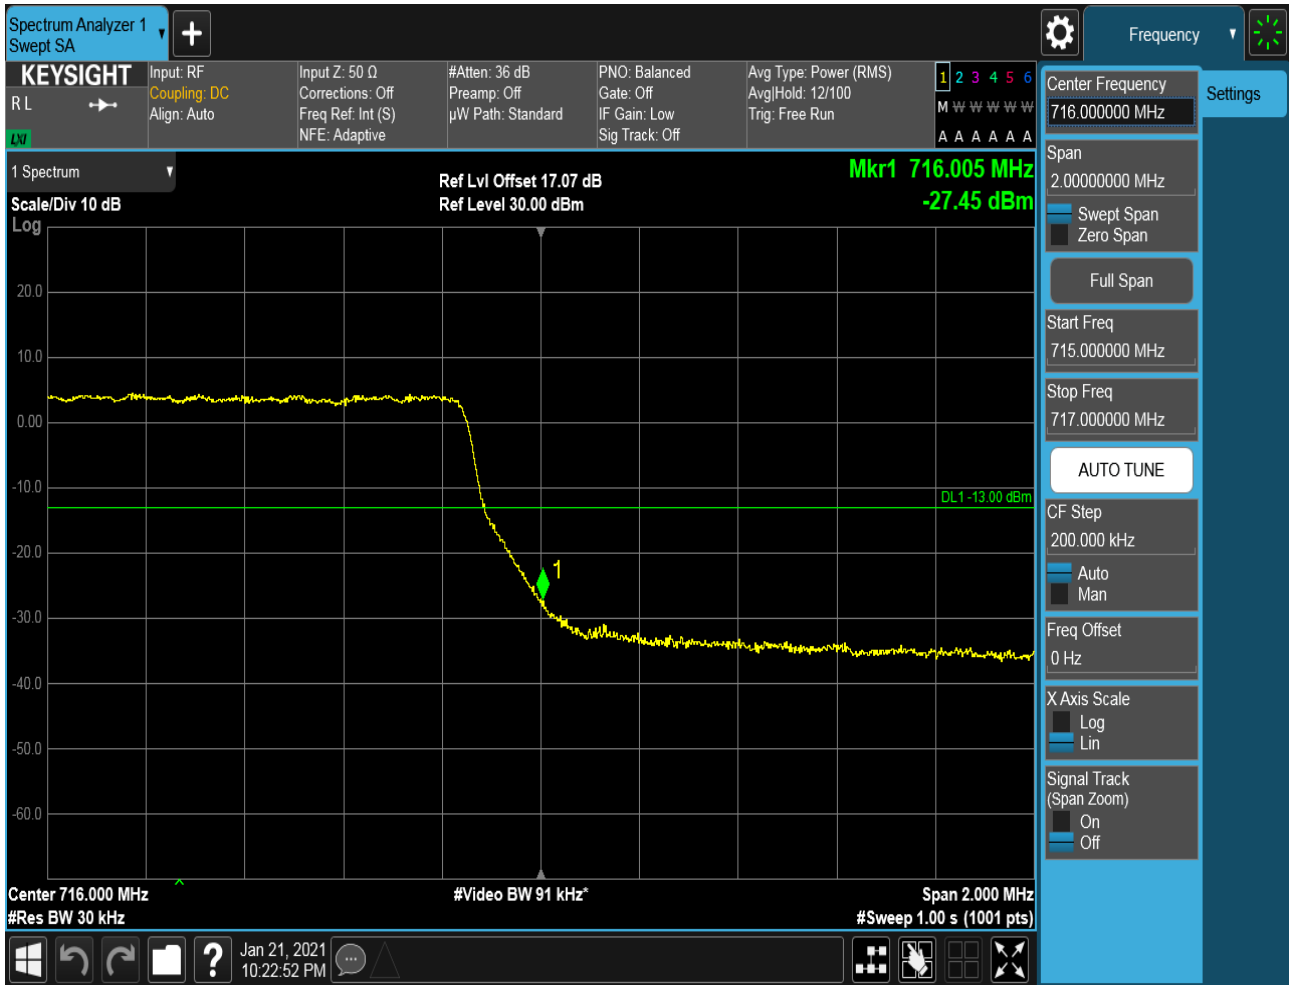 Spectrum Analyzer 1
Swept SA
+
Frequency
KEYSIGHT
R L
LXI
Input: RF
Coupling: DC
Align: Auto
Input Z: 50 Ω
Corrections: Off
Freq Ref: Int (S)
NFE: Adaptive
#Atten: 36 dB
Preamp: Off
µW Path: Standard
PNO: Balanced
Gate: Off
IF Gain: Low
Sig Track: Off
Avg Type: Power (RMS)
Avg|Hold: 12/100
Trig: Free Run
1 2 3 4 5 6
M W W W W W
A A A A A A
1 Spectrum
Scale/Div 10 dB
Log
Ref Lvl Offset 17.07 dB
Ref Level 30.00 dBm
Mkr1 716.005 MHz
-27.45 dBm
20.0
10.0
0.00
-10.0
-20.0
-30.0
-40.0
-50.0
-60.0
DL1 -13.00 dBm
1
Center 716.000 MHz
#Res BW 30 kHz
#Video BW 91 kHz*
Span 2.000 MHz
#Sweep 1.00 s (1001 pts)
?
Jan 21, 2021
10:22:52 PM
Center Frequency
716.000000 MHz
Settings
Span
2.00000000 MHz
Swept Span
Zero Span
Full Span
Start Freq
715.000000 MHz
Stop Freq
717.000000 MHz
AUTO TUNE
CF Step
200.000 kHz
Auto
Man
Freq Offset
0 Hz
X Axis Scale
Log
Lin
Signal Track
(Span Zoom)
On
Off